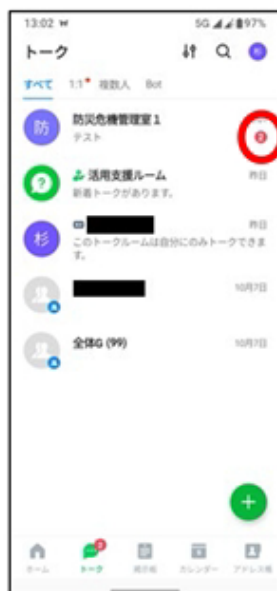 13:02 5G 97%
トーク
すべて 1:1 複数人 Bot
防
防災危機管理室1
テスト
2
活用支援ルーム
昨日
新着トークがあります。
杉
昨日
このトークルームは自分にのみトークできま
す。
10月7日
全体G (99)
10月7日
2
ホーム トーク 掲示板 カレンダー アドレス帳